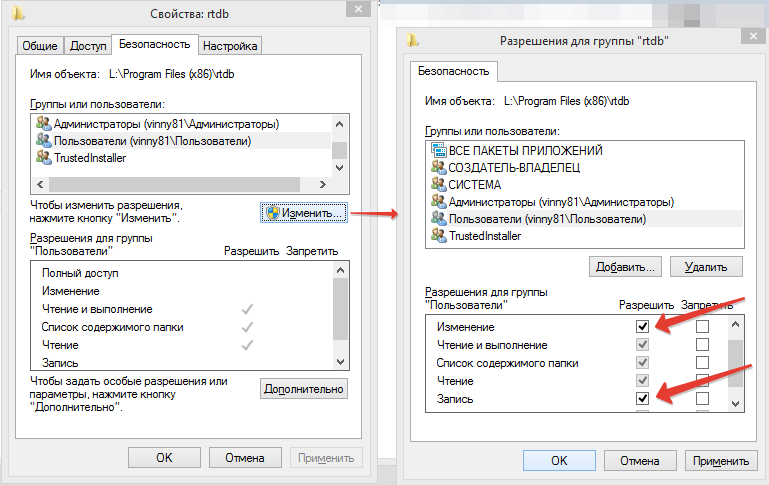 Свойства: rtdb
Общие
Доступ
Безопасность
Настройка
Имя объекта: L:\Program Files (x86)\rtdb
Группы или пользователи:
Администраторы (vinny81\Администраторы)
Пользователи (vinny81\Пользователи)
TrustedInstaller
Чтобы изменить разрешения,
нажмите кнопку "Изменить".
Изменить...
Разрешения для группы
"Пользователи"
Разрешить
Запретить
Полный доступ
Изменение
Чтение и выполнение
Список содержимого папки
Чтение
Запись
Чтобы задать особые разрешения или
параметры, нажмите кнопку
"Дополнительно".
Дополнительно
OK
Отмена
Применить
Разрешения для группы "rtdb"
Безопасность
Имя объекта: L:\Program Files (x86)\rtdb
Группы или пользователи:
ВСЕ ПАКЕТЫ ПРИЛОЖЕНИЙ
СОЗДАТЕЛЬ-ВЛАДЕЛЕЦ
СИСТЕМА
Администраторы (vinny81\Администраторы)
Пользователи (vinny81\Пользователи)
TrustedInstaller
Добавить...
Удалить
Разрешения для группы
"Пользователи"
Разрешить
Запретить
Изменение
Чтение и выполнение
Список содержимого папки
Чтение
Запись
OK
Отмена
Применить